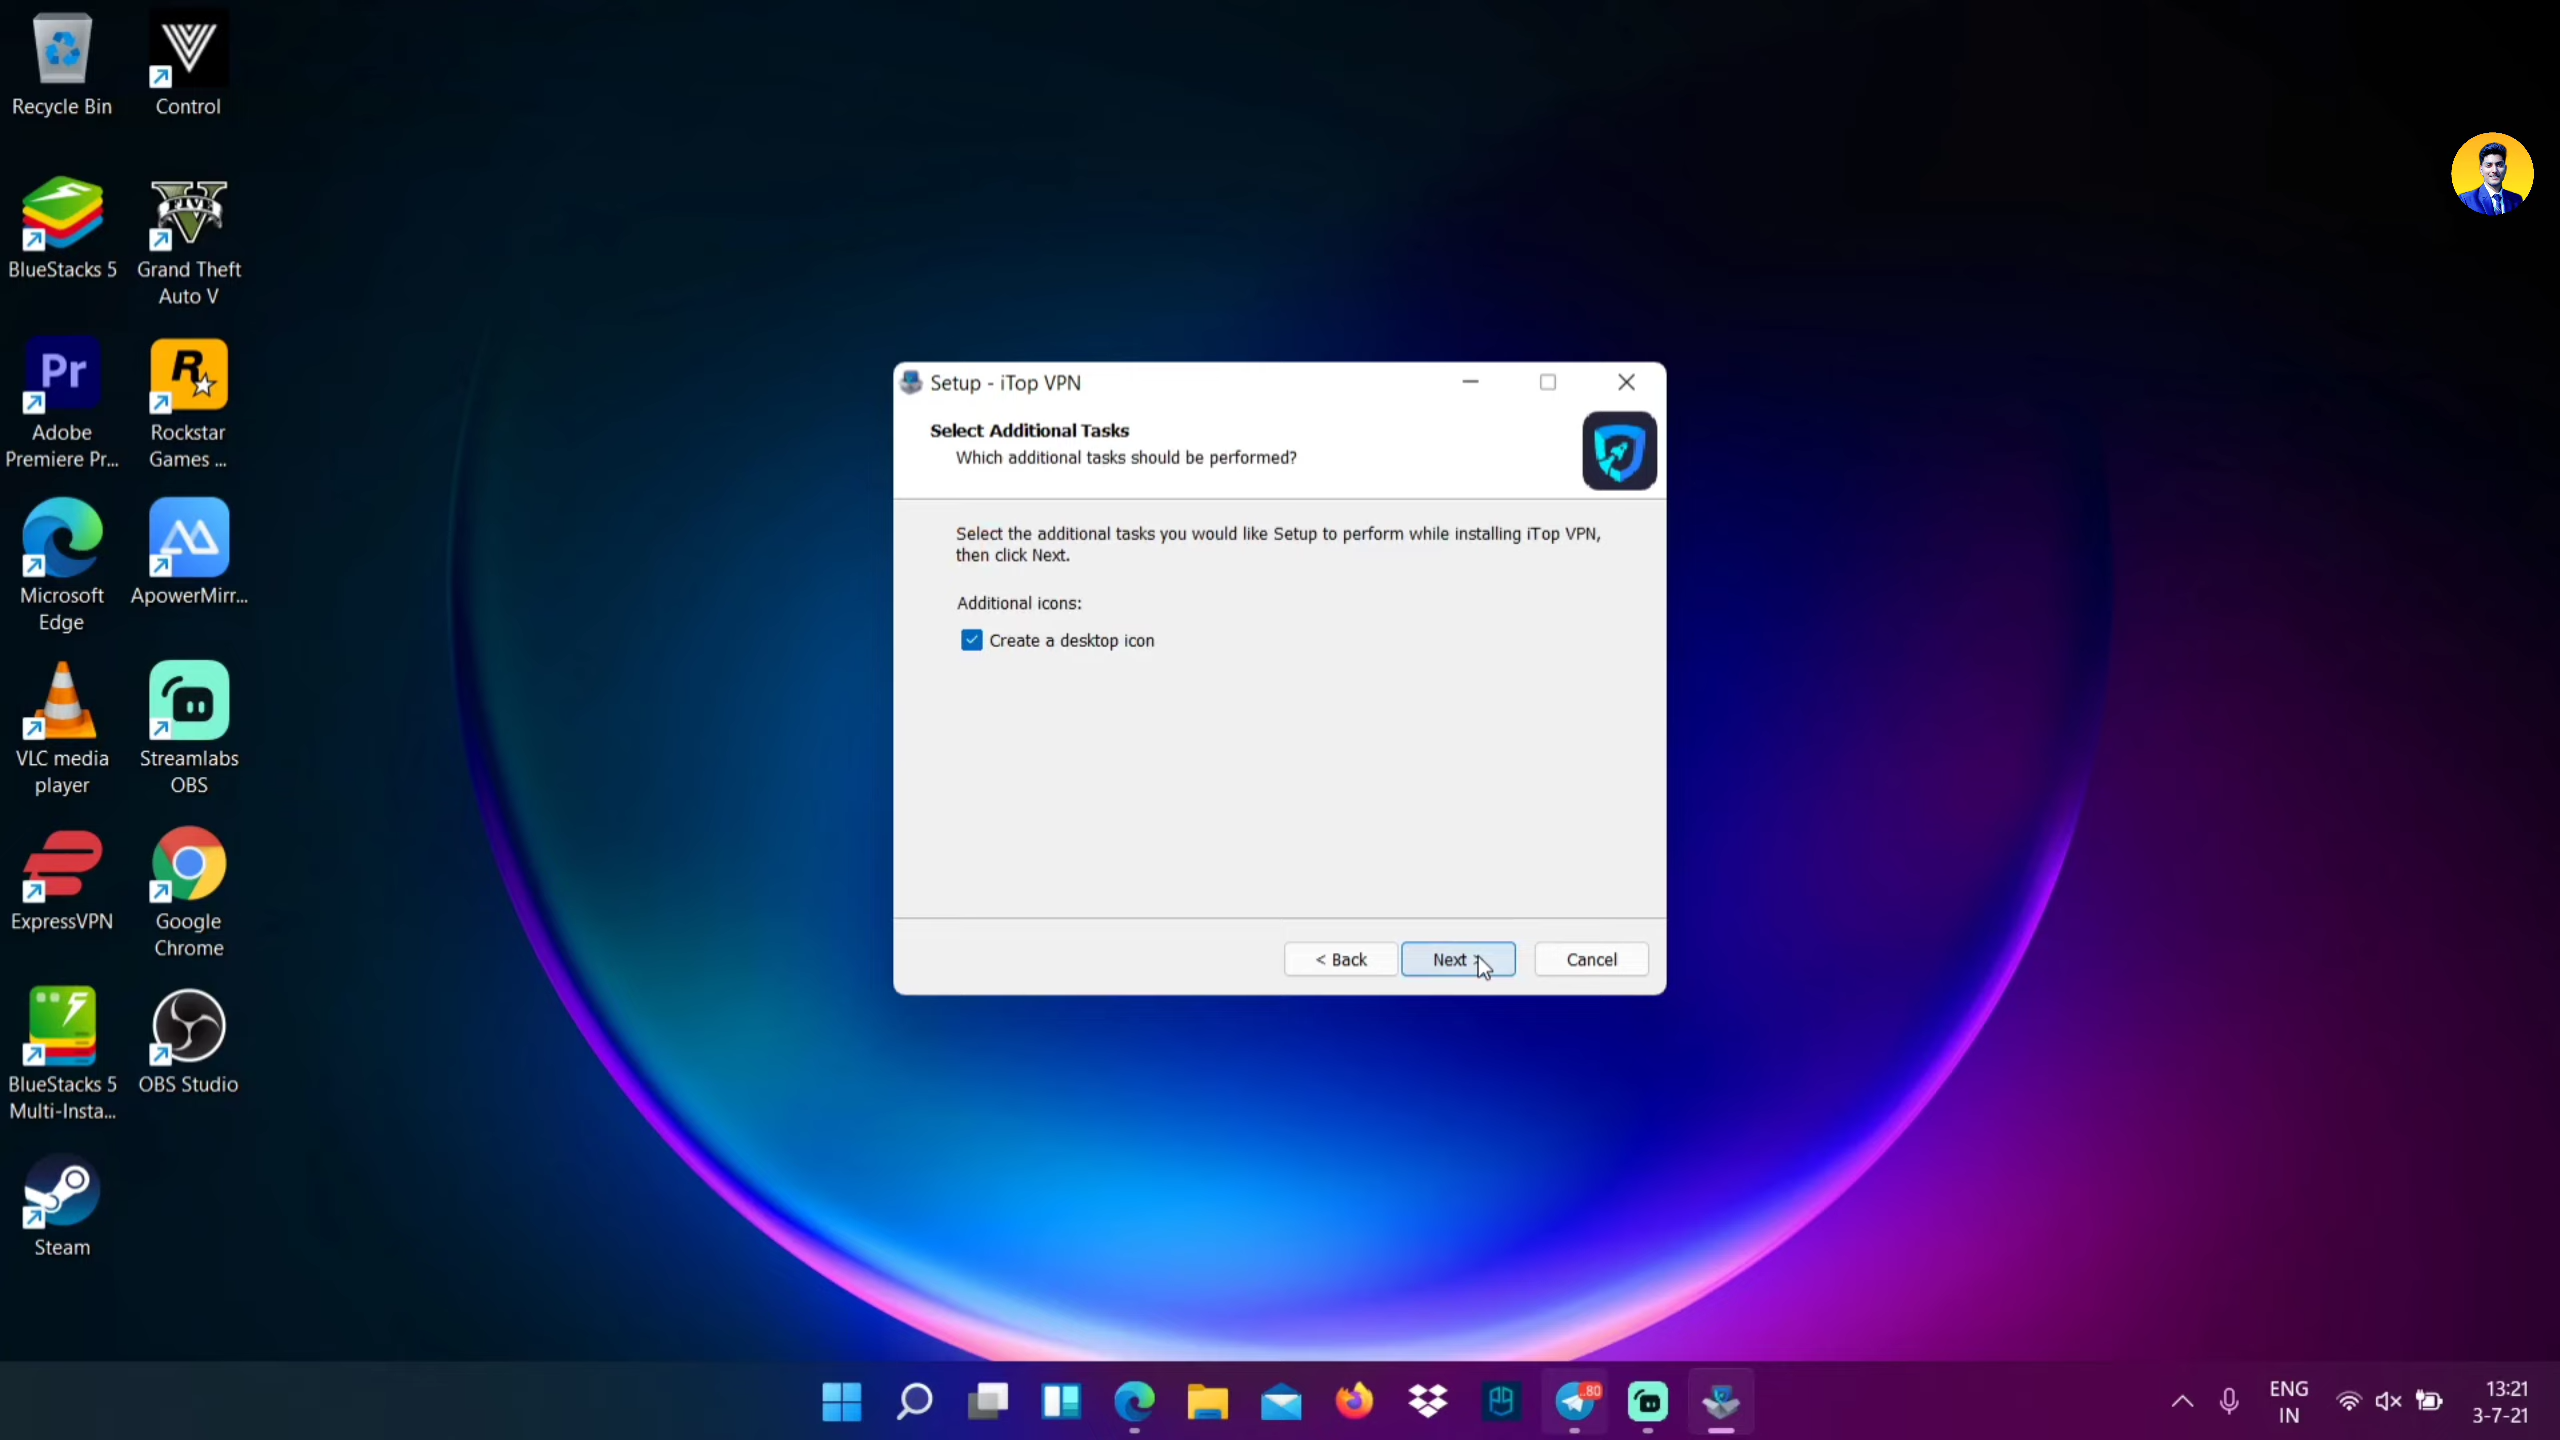 Recycle Bin
Control
BlueStacks 5
FIVE
Grand Theft
Auto V
Pr
Adobe
Premiere Pr...
R
Rockstar
Games ...
Microsoft
Edge
ApowerMirr...
VLC media
player
Streamlabs
OBS
ExpressVPN
Google
Chrome
BlueStacks 5
Multi-Insta...
OBS Studio
Steam
Setup - iTop VPN
Select Additional Tasks
Which additional tasks should be performed?
Select the additional tasks you would like Setup to perform while installing iTop VPN,
then click Next.
Additional icons:
Create a desktop icon
< Back
Next >
Cancel
..80
ENG
IN
13:21
3-7-21